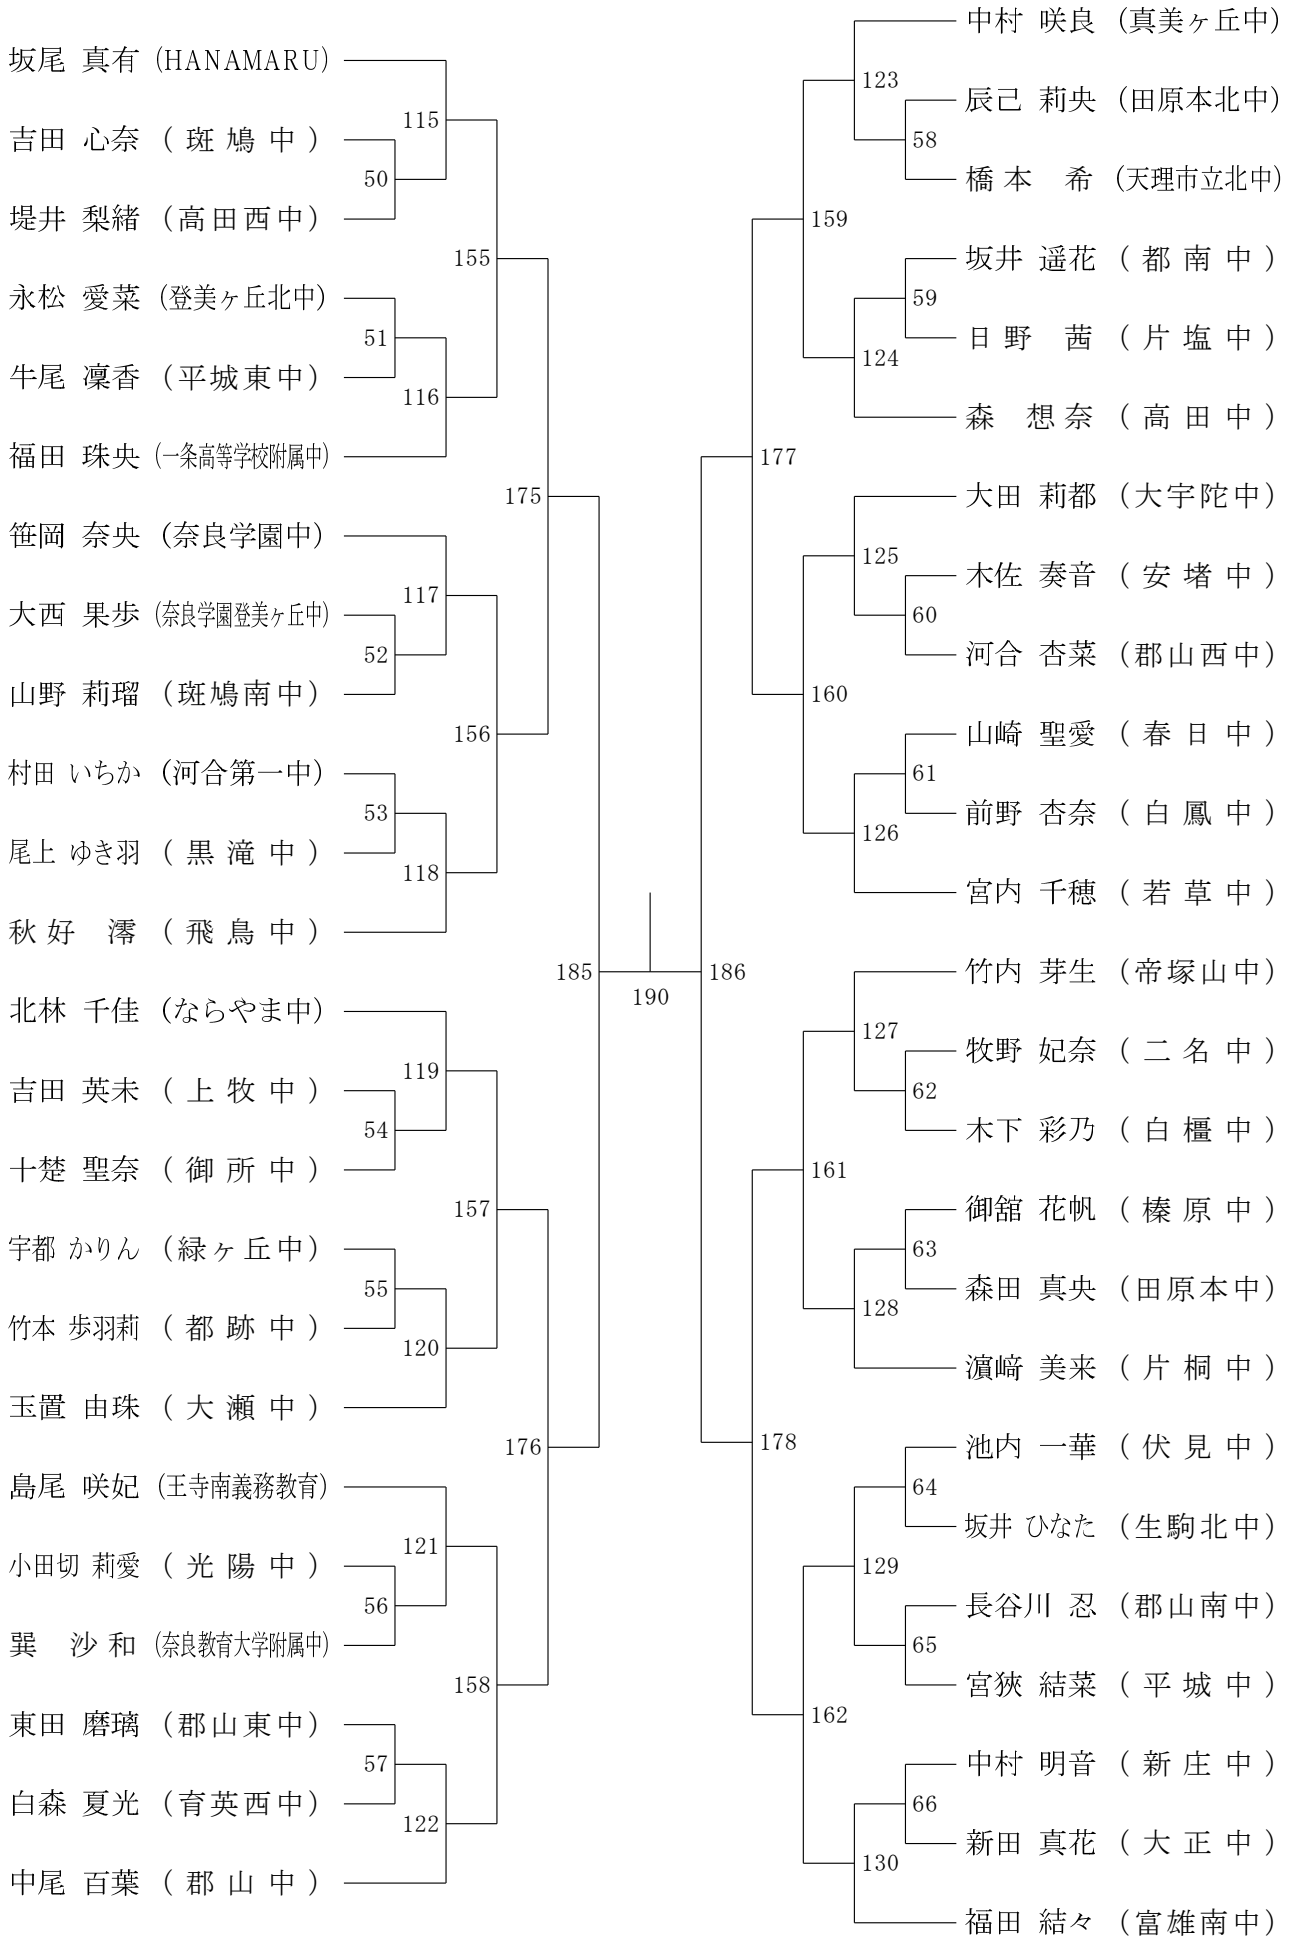 坂尾 真有 (HANAMARU)
吉田 心奈 (斑鳩中)
堤井 梨緒 (高田西中)
永松 愛菜 (登美ヶ丘北中)
牛尾 凜香 (平城東中)
福田 珠央 (一条高等学校附属中)
笹岡 奈央 (奈良学園中)
大西 果歩 (奈良学園登美ヶ丘中)
山野 莉瑠 (斑鳩南中)
村田 いちか (河合第一中)
尾上 ゆき羽 (黒滝中)
秋好 澪 (飛鳥中)
北林 千佳 (ならやま中)
吉田 英未 (上牧中)
十楚 聖奈 (御所中)
宇都 かりん (緑ヶ丘中)
竹本 歩羽莉 (都跡中)
玉置 由珠 (大瀬中)
島尾 咲妃 (王寺南義務教育)
小田切 莉愛 (光陽中)
巽 沙和 (奈良教育大学附属中)
東田 磨璃 (郡山東中)
白森 夏光 (育英西中)
中尾 百葉 (郡山中)
50
51
52
53
54
55
56
57
115
116
117
118
119
120
121
122
155
156
157
158
175
176
185
190
186
177
178
159
160
161
162
123
124
125
126
127
128
129
130
58
59
60
61
62
63
64
65
66
中村 咲良 (真美ヶ丘中)
辰己 莉央 (田原本北中)
橋本 希 (天理市立北中)
坂井 遥花 (都南中)
日野 茜 (片塩中)
森 想奈 (高田中)
大田 莉都 (大宇陀中)
木佐 奏音 (安堵中)
河合 杏菜 (郡山西中)
山崎 聖愛 (春日中)
前野 杏奈 (白鳳中)
宮内 千穂 (若草中)
竹内 芽生 (帝塚山中)
牧野 妃奈 (二名中)
木下 彩乃 (白橿中)
御舘 花帆 (榛原中)
森田 真央 (田原本中)
濵﨑 美来 (片桐中)
池内 一華 (伏見中)
坂井 ひなた (生駒北中)
長谷川 忍 (郡山南中)
宮狹 結菜 (平城中)
中村 明音 (新庄中)
新田 真花 (大正中)
福田 結々 (富雄南中)